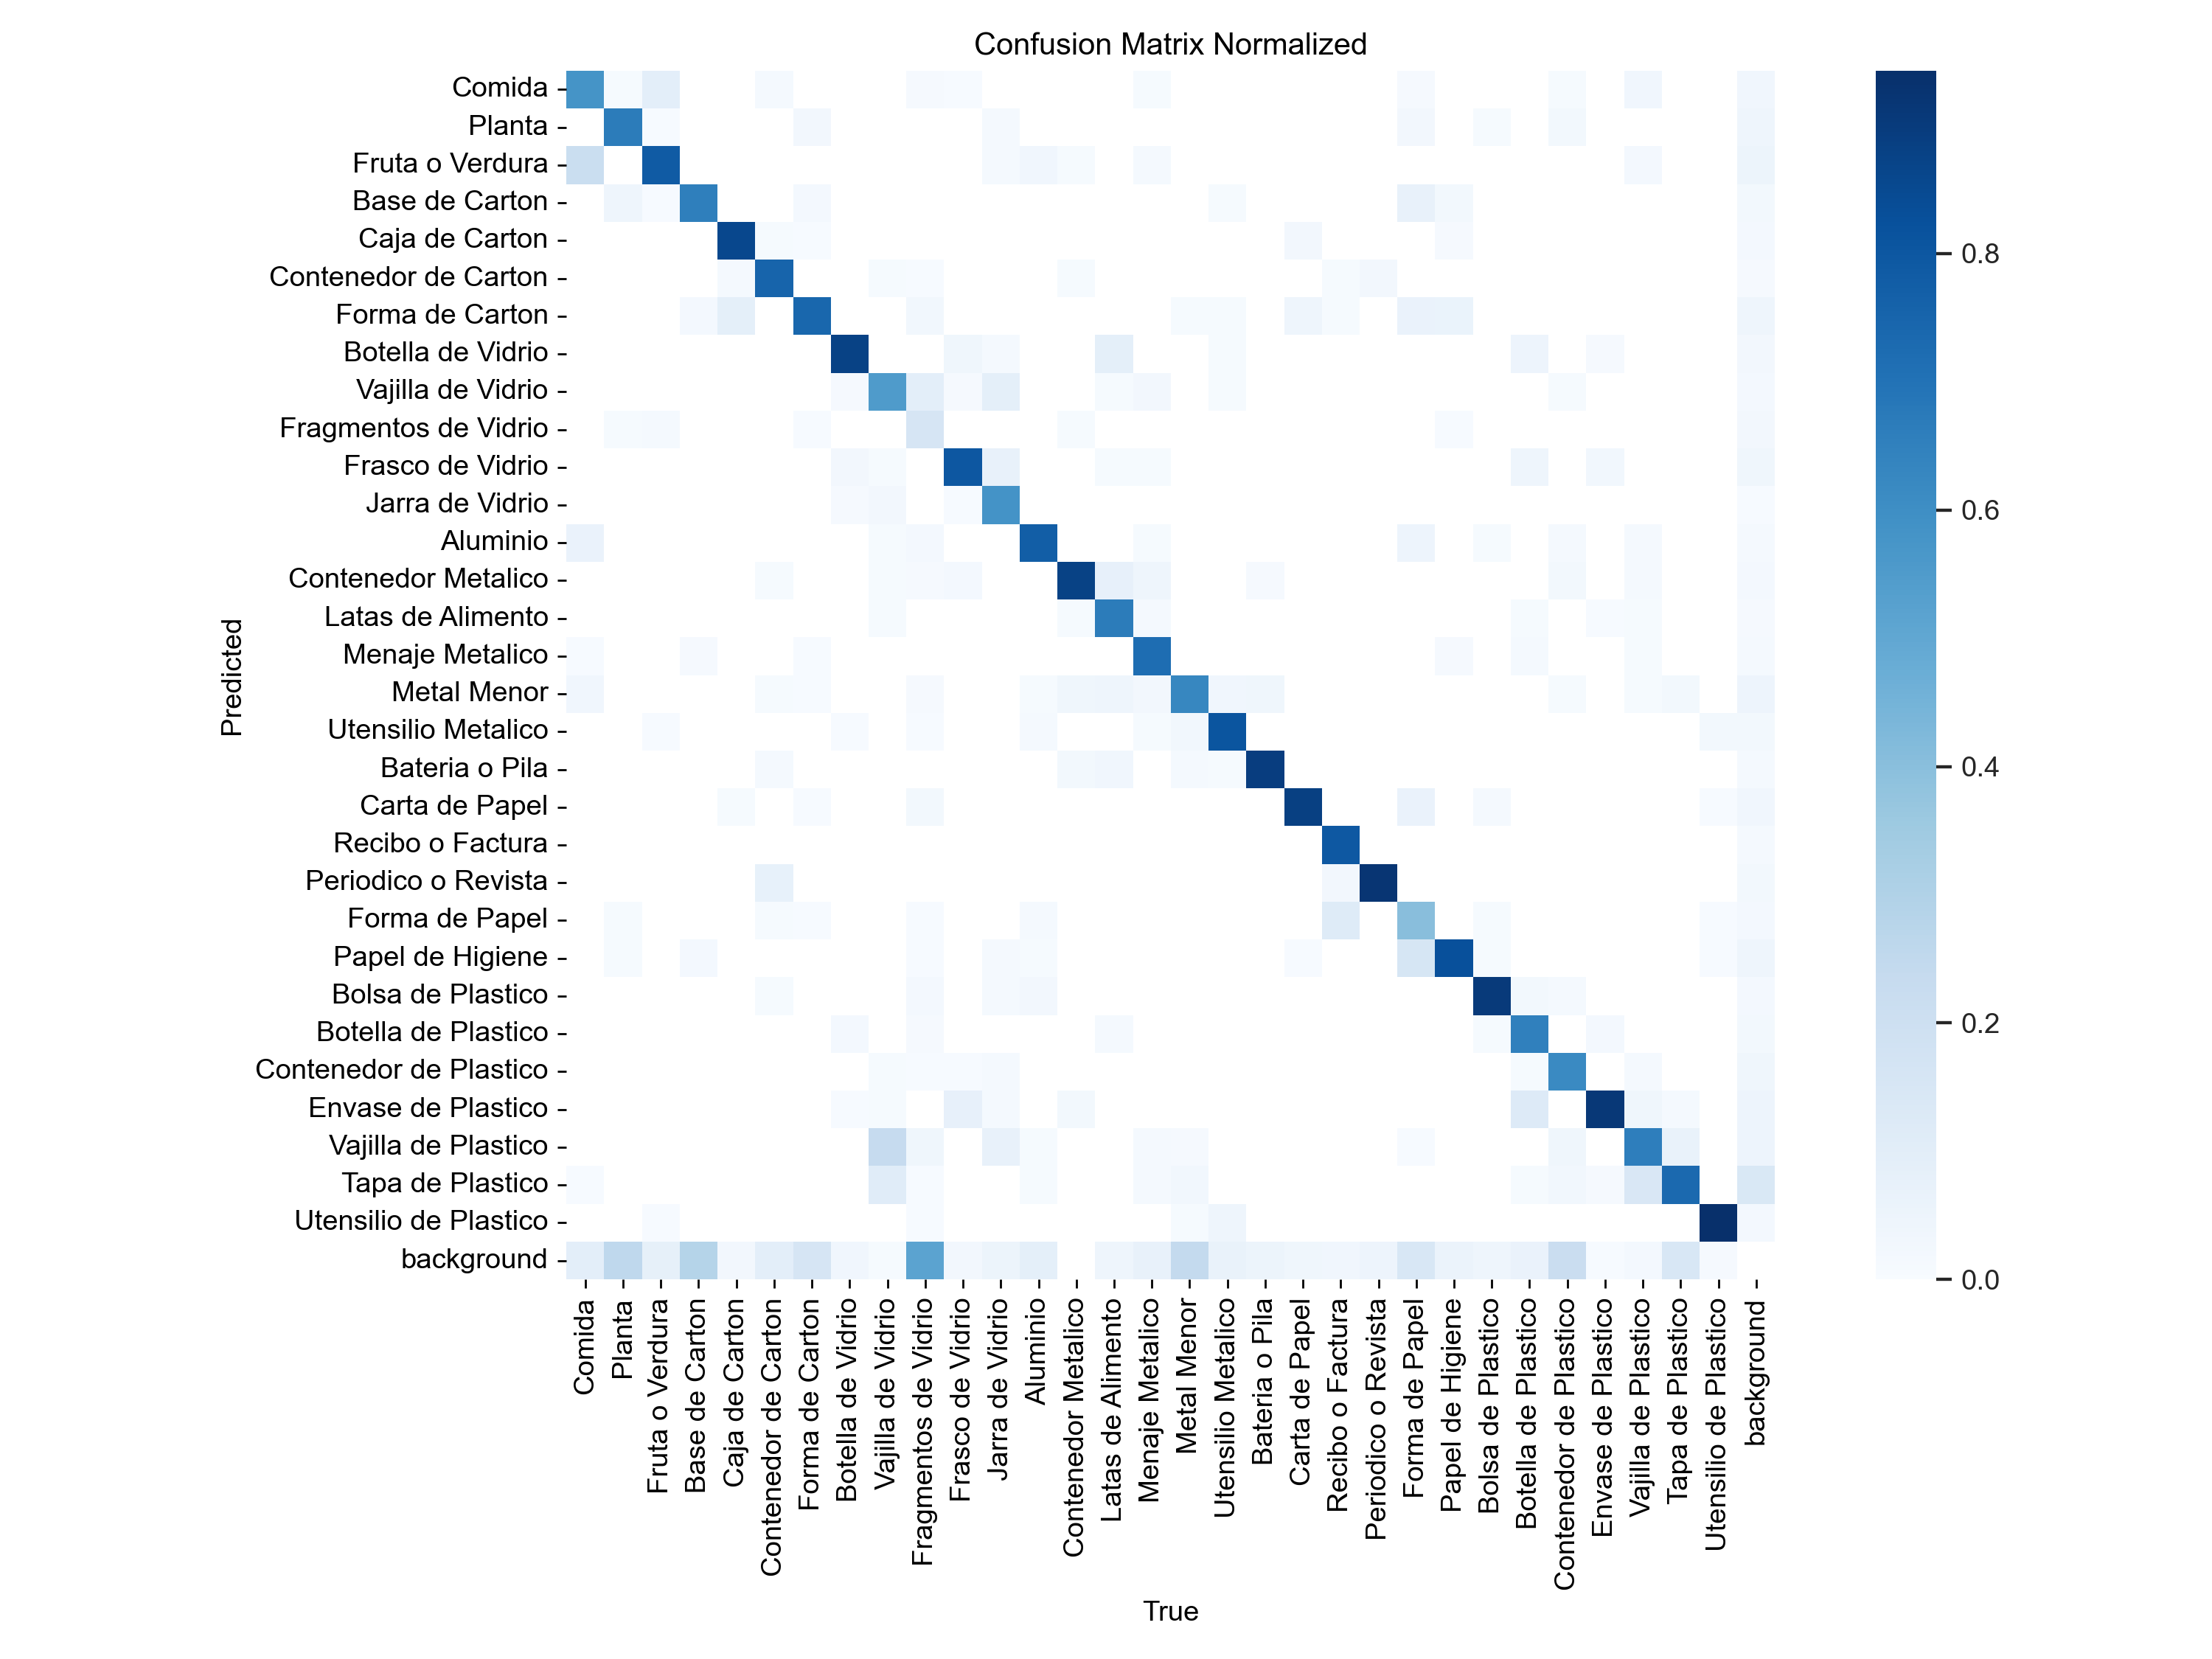 Confusion Matrix Normalized
Comida
Planta
Fruta o Verdura
Base de Carton
Caja de Carton
Contenedor de Carton
Forma de Carton
Botella de Vidrio
Vajilla de Vidrio
Fragmentos de Vidrio
Frasco de Vidrio
Jarra de Vidrio
Aluminio
Contenedor Metalico
Latas de Alimento
Menaje Metalico
Metal Menor
Utensilio Metalico
Bateria o Pila
Carta de Papel
Recibo o Factura
Periodico o Revista
Forma de Papel
Papel de Higiene
Bolsa de Plastico
Botella de Plastico
Contenedor de Plastico
Envase de Plastico
Vajilla de Plastico
Tapa de Plastico
Utensilio de Plastico
background
Predicted
Comida
Planta
Fruta o Verdura
Base de Carton
Caja de Carton
Contenedor de Carton
Forma de Carton
Botella de Vidrio
Vajilla de Vidrio
Fragmentos de Vidrio
Frasco de Vidrio
Jarra de Vidrio
Aluminio
Contenedor Metalico
Latas de Alimento
Menaje Metalico
Metal Menor
Utensilio Metalico
Bateria o Pila
Carta de Papel
Recibo o Factura
Periodico o Revista
Forma de Papel
Papel de Higiene
Bolsa de Plastico
Botella de Plastico
Contenedor de Plastico
Envase de Plastico
Vajilla de Plastico
Tapa de Plastico
Utensilio de Plastico
background
True
0.8
0.6
0.4
0.2
0.0